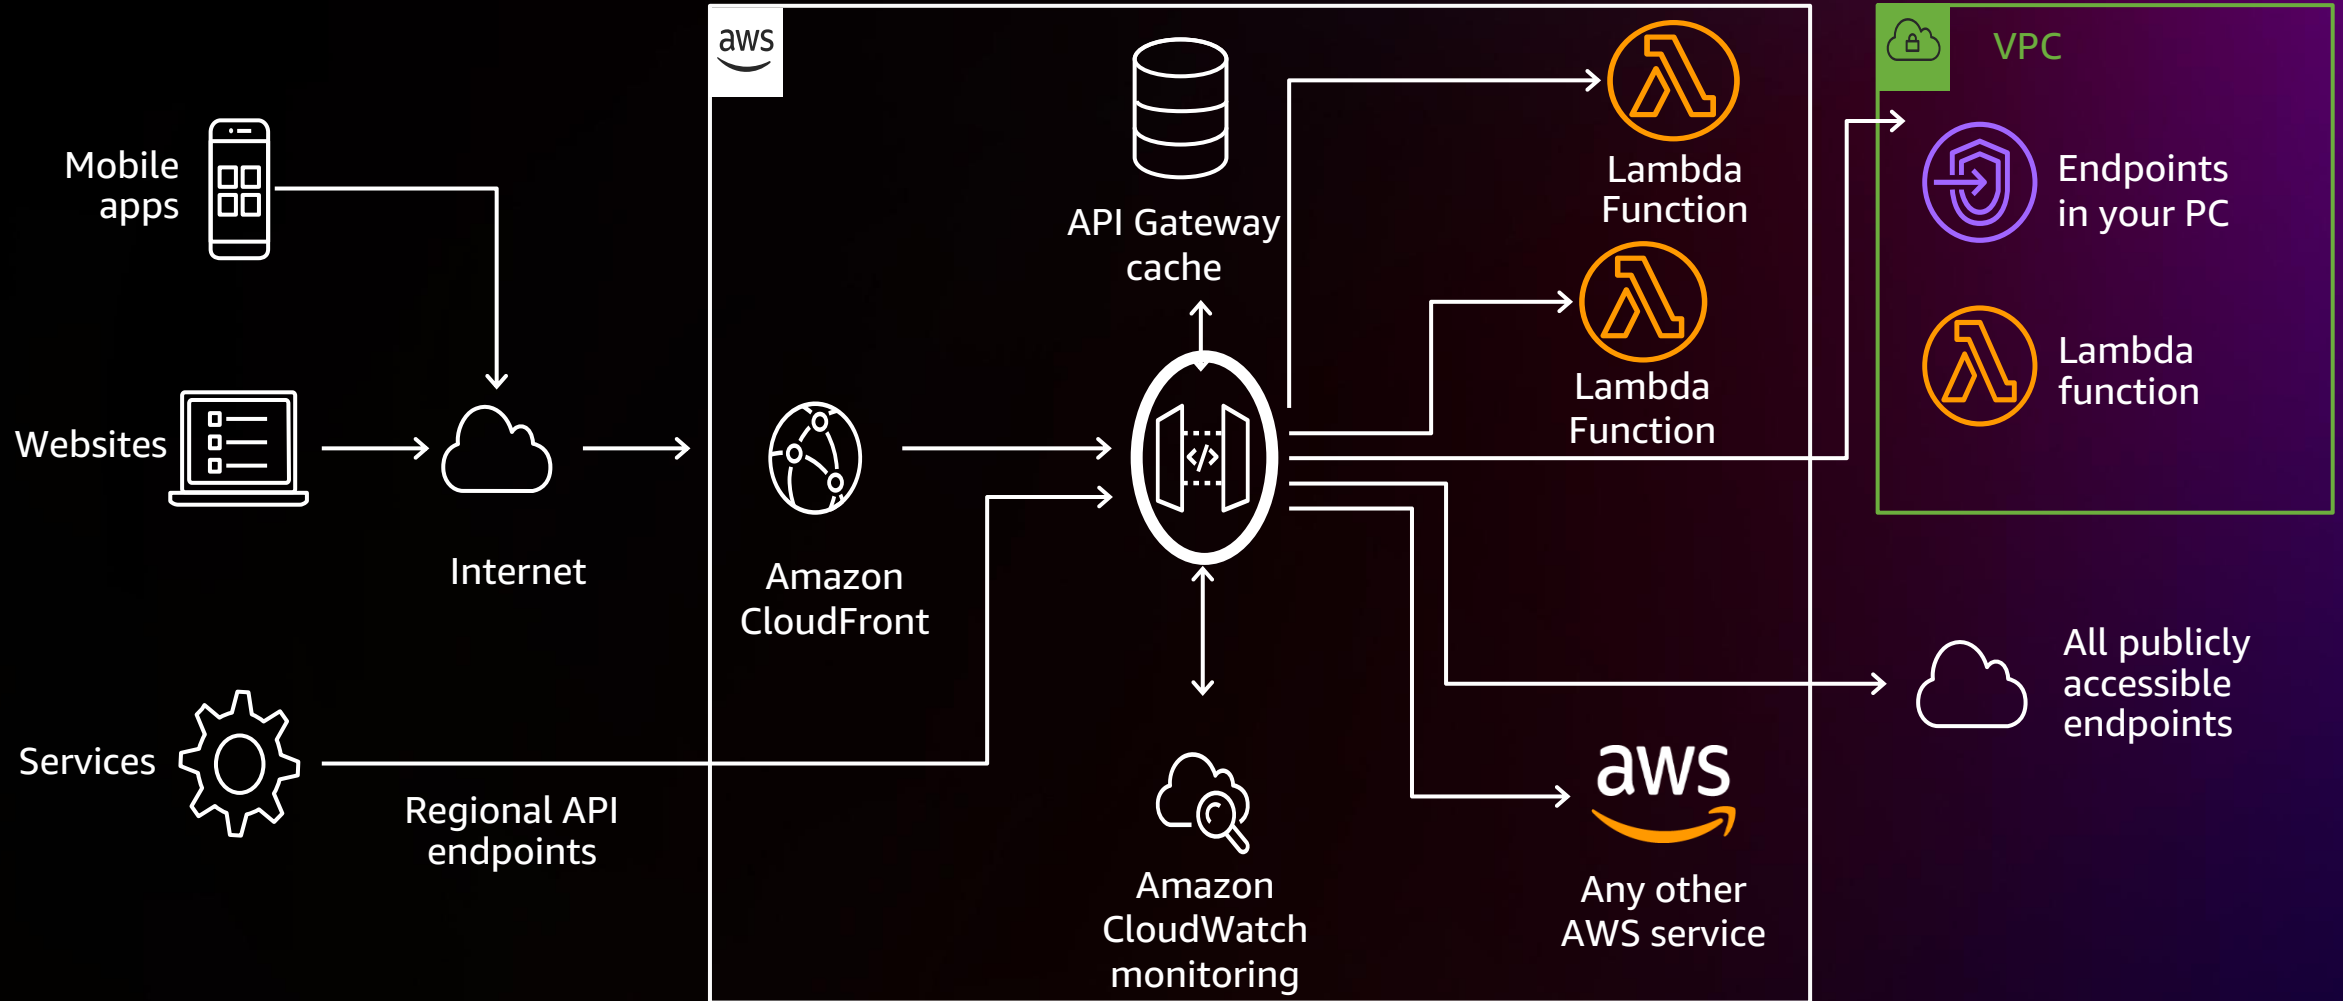 aws
VPC
Mobile
apps
API Gateway
cache
Lambda
Function
Endpoints
in your PC
Lambda
Function
Lambda
function
Websites
</>
Internet
Amazon
CloudFront
Services
Regional API
endpoints
Amazon
CloudWatch
monitoring
aws
Any other
AWS service
All publicly
accessible
endpoints